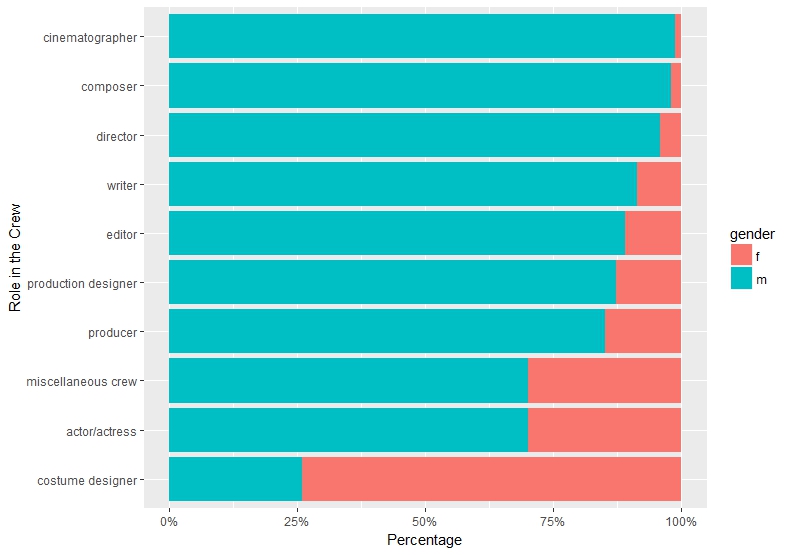 cinematographer
composer
director
writer
editor
production designer
producer
miscellaneous crew
actor/actress
costume designer
Role in the Crew
0% 25% 50% 75% 100%
Percentage
gender
f
m